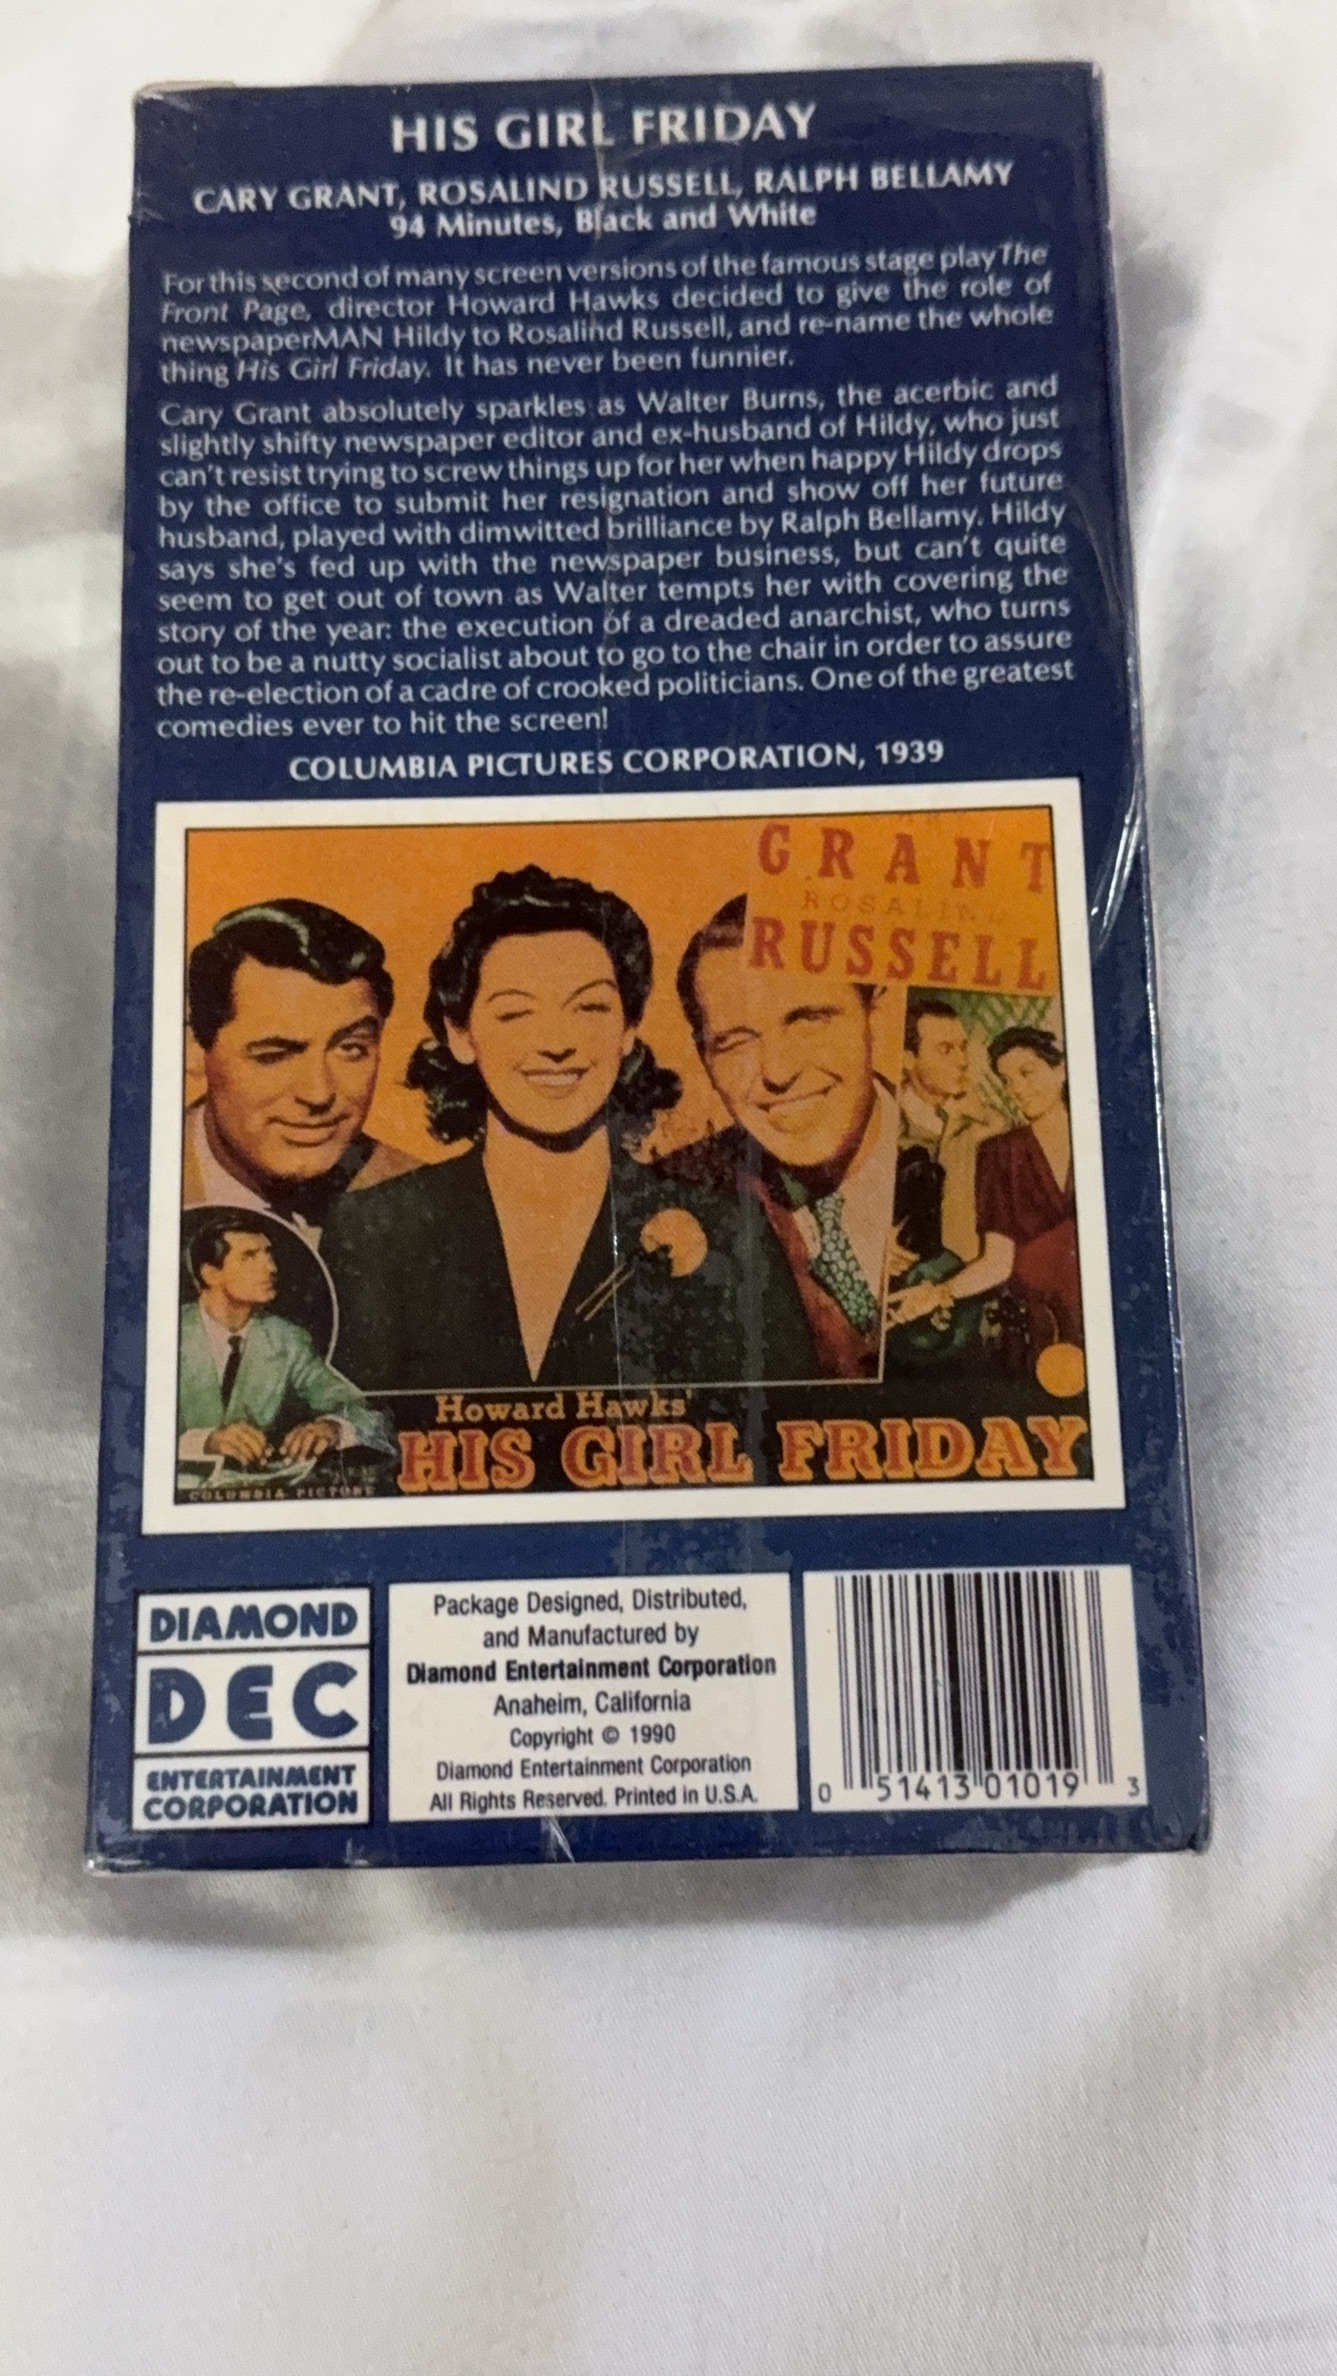 HIS GIRL FRIDAY
CARY GRANT, ROSALIND RUSSELL, RALPH BELLAMY
94 Minutes, Black and White
For this second of many screen versions of the famous stage play The
Front Page, director Howard Hawks decided to give the role of
newspaperMAN Hildy to Rosalind Russell, and re-name the whole
thing His Girl Friday. It has never been funnier.
Cary Grant absolutely sparkles as Walter Burns, the acerbic and
slightly shifty newspaper editor and ex-husband of Hildy, who just
can't resist trying to screw things up for her when happy Hildy drops
by the office to submit her resignation and show off her future
husband, played with dimwitted brilliance by Ralph Bellamy. Hildy
says she's fed up with the newspaper business, but can't quite
seem to get out of town as Walter tempts her with covering the
story of the year: the execution of a dreaded anarchist, who turns
out to be a nutty socialist about to go to the chair in order to assure
the re-election of a cadre of crooked politicians. One of the greatest
comedies ever to hit the screen!
COLUMBIA PICTURES CORPORATION, 1939
GRANT
ROSALIND
RUSSELL
Howard Hawks'
HIS GIRL FRIDAY
COLUMBIA PICTURE
DIAMOND
DEC
ENTERTAINMENT
CORPORATION
Package Designed, Distributed,
and Manufactured by
Diamond Entertainment Corporation
Anaheim, California
Copyright © 1990
Diamond Entertainment Corporation
All Rights Reserved. Printed in U.S.A.
0 51413 01019 3